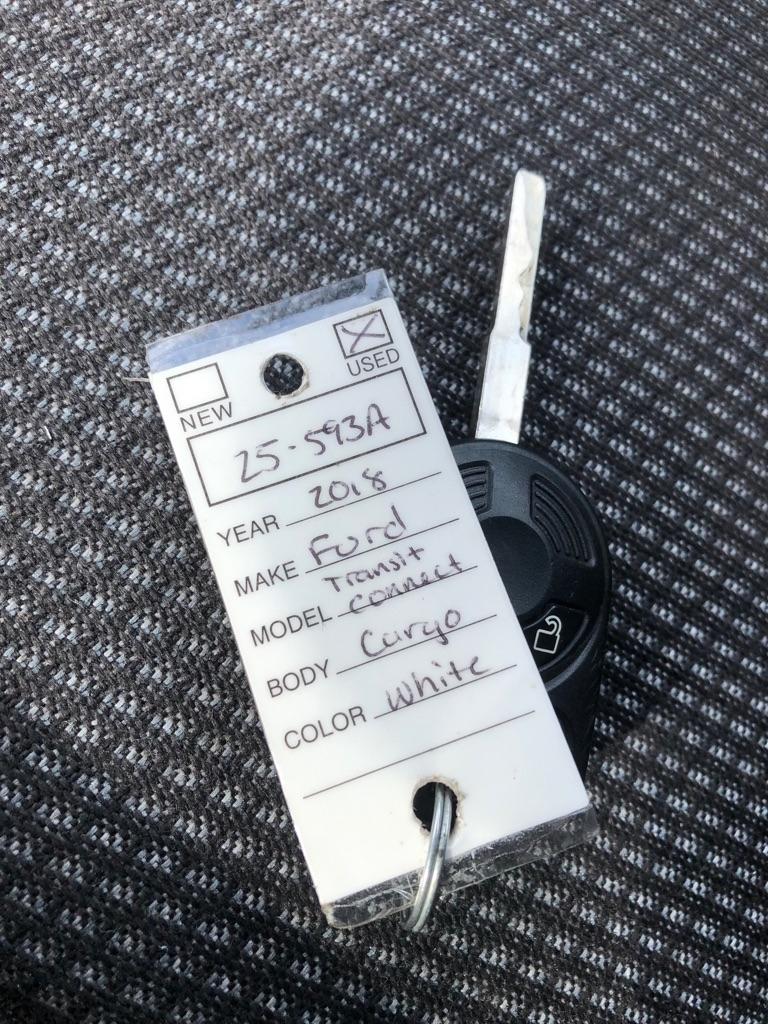 NEW
X USED
25-593A
YEAR 2018
MAKE Ford
MODEL Transit connect
BODY Cargo
COLOR White